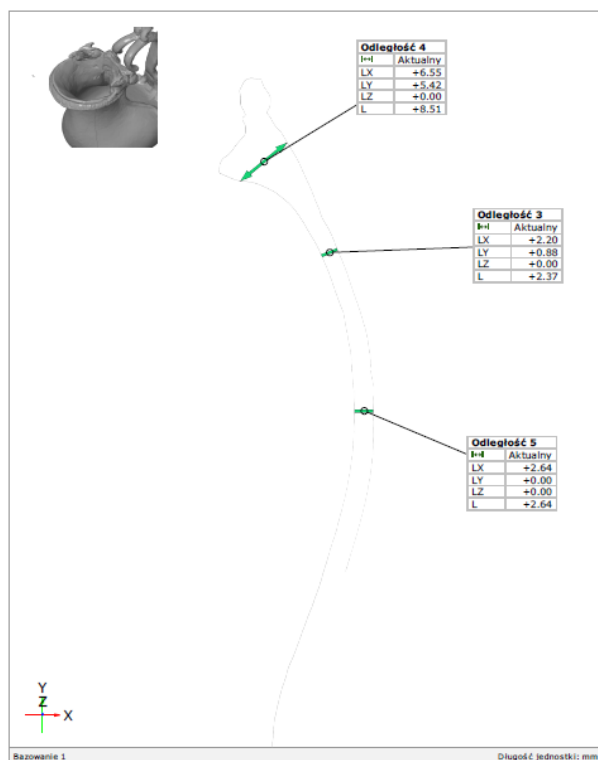 Odległość 4
Aktualny
LX +6.55
LY +5.42
LZ +0.00
L +8.51
Odległość 3
Aktualny
LX +2.20
LY +0.88
LZ +0.00
L +2.37
Odległość 5
Aktualny
LX +2.64
LY +0.00
LZ +0.00
L +2.64
Y
Z
X
Bazowanie 1 Długość jednostki: mm